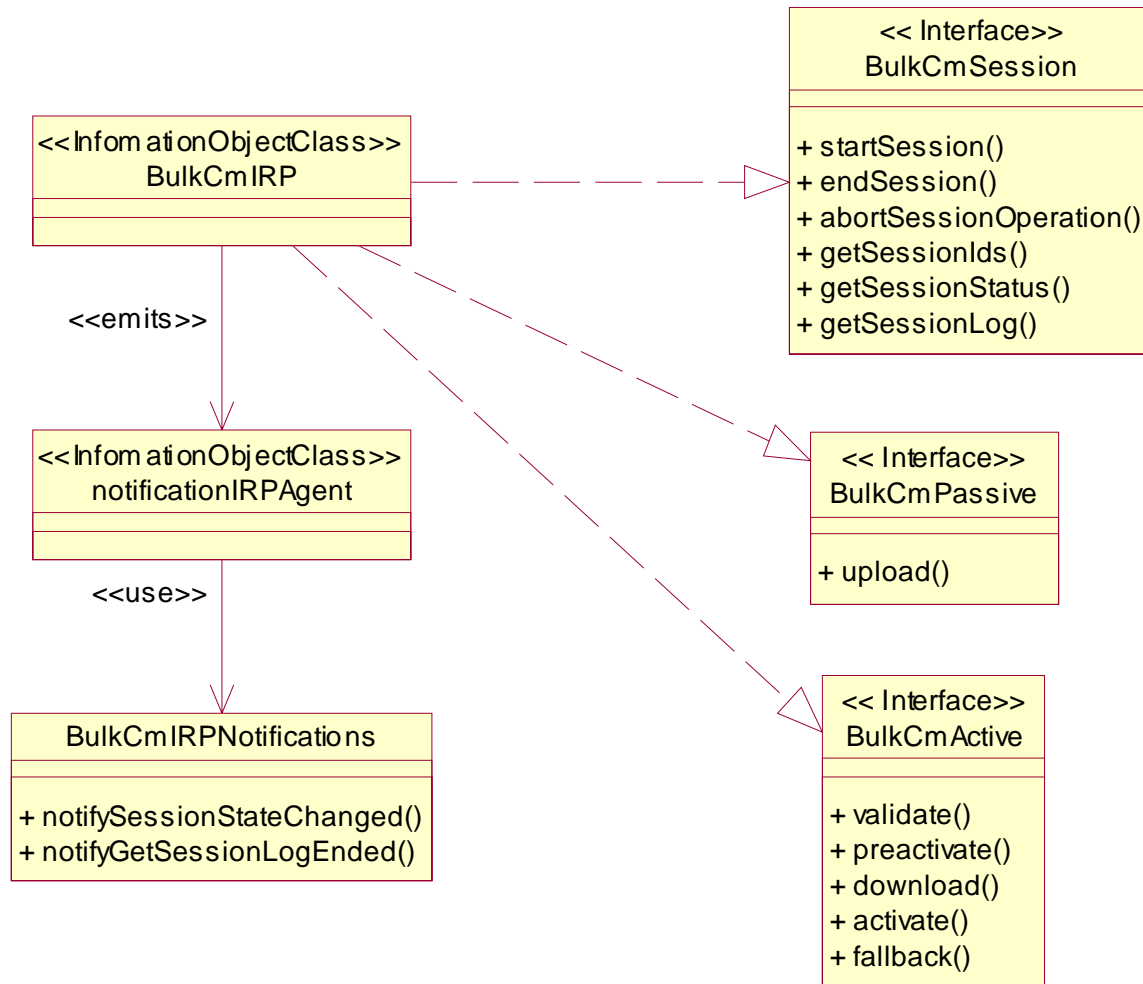 << Interface>>
BulkCmSession
+ startSession()
+ endSession()
+ abortSessionOperation()
+ getSessionIds()
+ getSessionStatus()
+ getSessionLog()
<<InfomationObjectClass>>
BulkCmIRP
<<emits>>
<<InfomationObjectClass>>
notificationIRPAgent
<<use>>
BulkCmIRPNotifications
+ notifySessionStateChanged()
+ notifyGetSessionLogEnded()
<< Interface>>
BulkCmPassive
+ upload()
<< Interface>>
BulkCmActive
+ validate()
+ preactivate()
+ download()
+ activate()
+ fallback()